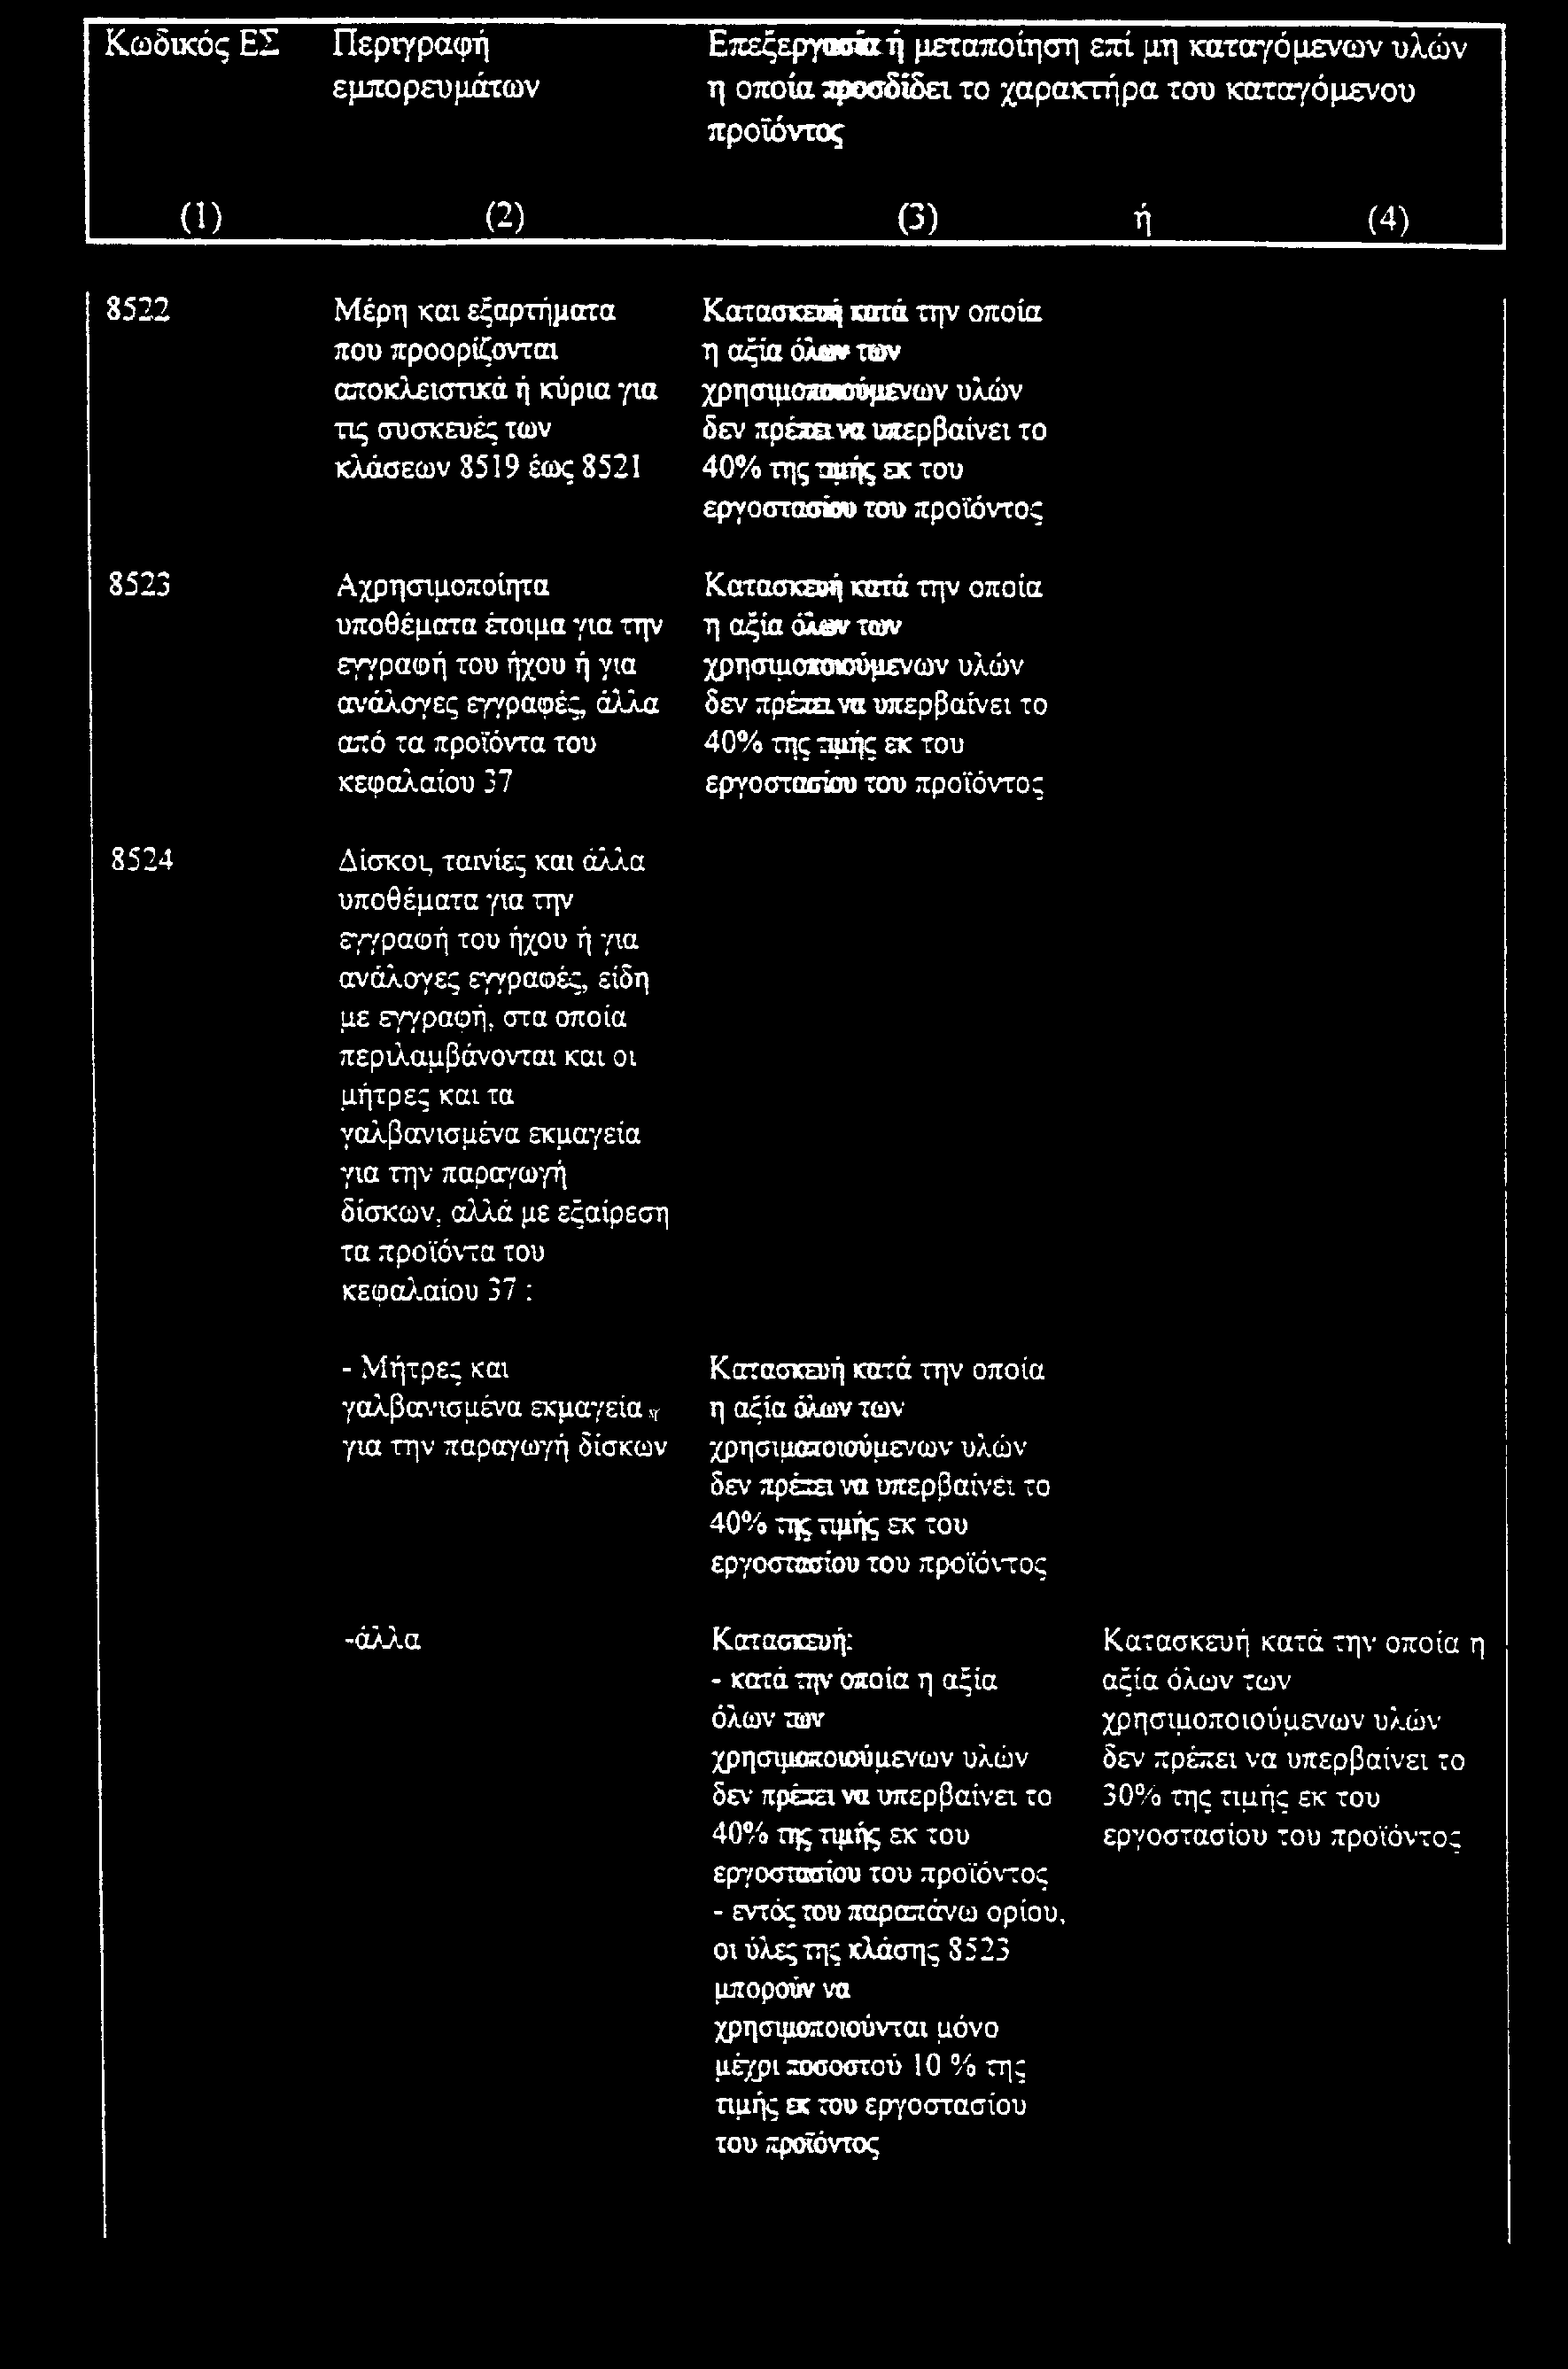 Κωδικός ΕΣ
Περιγραφή
εμπορευμάτων
Επεξεργασία ή μεταποίηση επί μη καταγόμενων υλών
η οποία προσδίδει το χαρακτήρα του καταγόμενου
προϊόντος
(1) (2) (3) ή (4)
8522
Μέρη και εξαρτήματα
που προορίζονται
αποκλειστικά ή κύρια για
τις συσκευές των
κλάσεων 8519 έως 8521
Κατασκευή κατά την οποία
η αξία όλων των
χρησιμοποιούμενων υλών
δεν πρέπει να υπερβαίνει το
40% της τιμής εκ του
εργοστασίου του προϊόντος
8523
Αχρησιμοποίητα
υποθέματα έτοιμα για την
εγγραφή του ήχου ή για
ανάλογες εγγραφές, άλλα
από τα προϊόντα του
κεφαλαίου 37
Κατασκευή κατά την οποία
η αξία όλων των
χρησιμοποιούμενων υλών
δεν πρέπει να υπερβαίνει το
40% της τιμής εκ του
εργοστασίου του προϊόντος
8524
Δίσκοι, ταινίες και άλλα
υποθέματα για την
εγγραφή του ήχου ή για
ανάλογες εγγραφές, είδη
με εγγραφή, στα οποία
περιλαμβάνονται και οι
μήτρες και τα
γαλβανισμένα εκμαγεία
για την παραγωγή
δίσκων, αλλά με εξαίρεση
τα προϊόντα του
κεφαλαίου 37 :
- Μήτρες και
γαλβανισμένα εκμαγεία
για την παραγωγή δίσκων
Κατασκευή κατά την οποία
η αξία όλων των
χρησιμοποιούμενων υλών
δεν πρέπει να υπερβαίνει το
40% της τιμής εκ του
εργοστασίου του προϊόντος
-άλλα
Κατασκευή:
- κατά την οποία η αξία
όλων των
χρησιμοποιούμενων υλών
δεν πρέπει να υπερβαίνει το
40% της τιμής εκ του
εργοστασίου του προϊόντος
- εντός του παραπάνω ορίου,
οι ύλες της κλάσης 8523
μπορούν να
χρησιμοποιούνται μόνο
μέχρι ποσοστού 10 % της
τιμής εκ του εργοστασίου
του προϊόντος
Κατασκευή κατά την οποία η
αξία όλων των
χρησιμοποιούμενων υλών
δεν πρέπει να υπερβαίνει το
30% της τιμής εκ του
εργοστασίου του προϊόντος